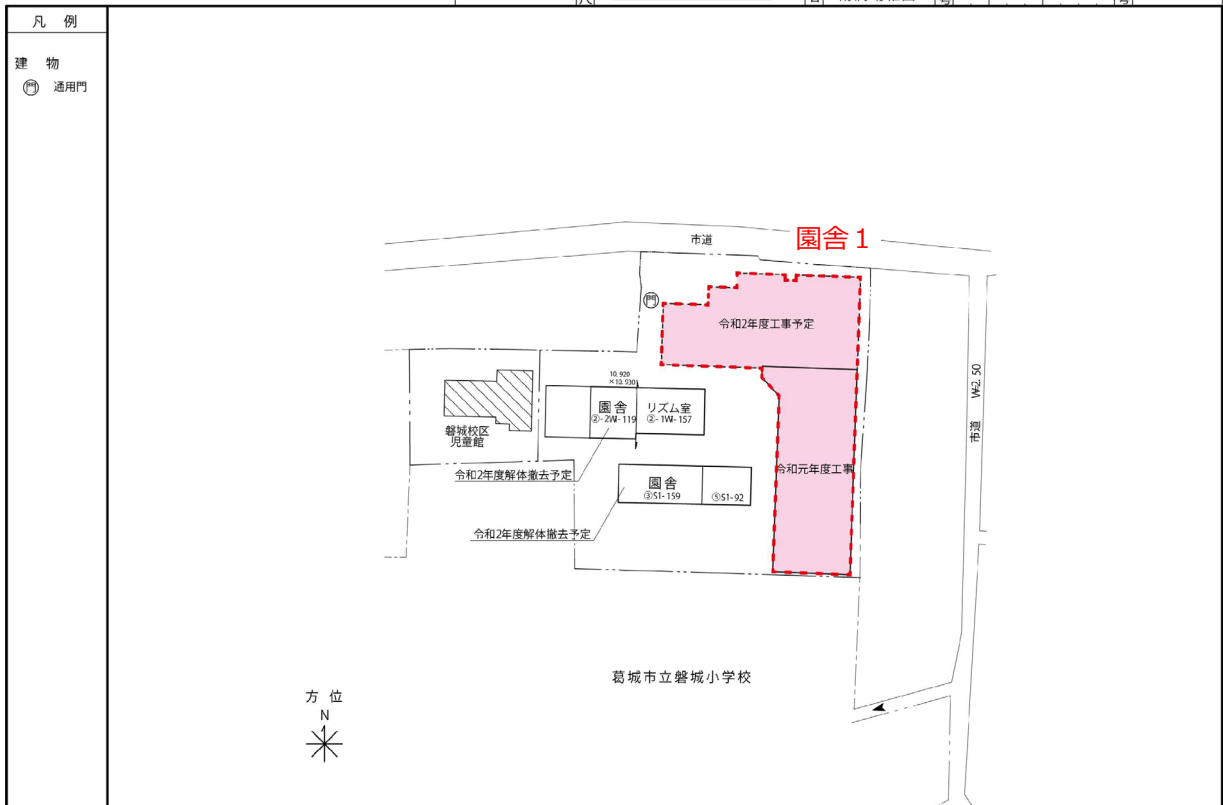 凡 例
建 物
門 通用門
市道
園舎1
門
令和2年度工事予定
市道 W=2.50
10.920
×10.930
園舎
②-2W-119
リズム室
②-1W-157
磐城校区
児童館
令和2年度解体撤去予定
令和元年度工事
園舎
③S1-159
⑤S1-92
令和2年度解体撤去予定
葛城市立磐城小学校
方 位
N